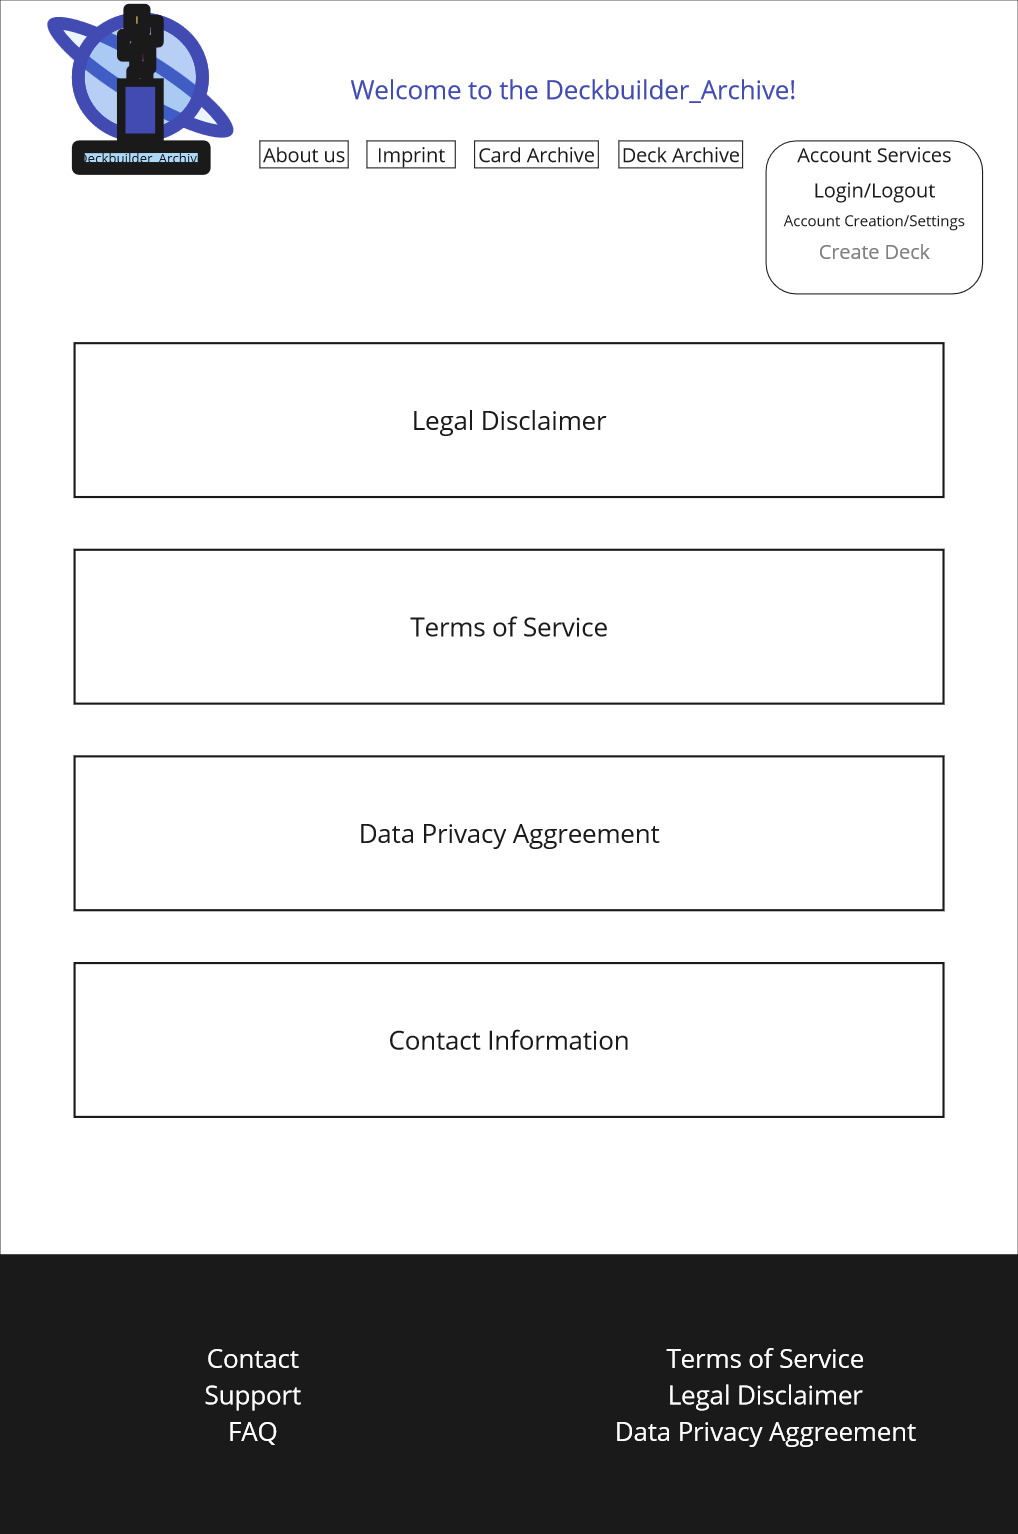 Welcome to the Deckbuilder_Archive!
Deckbuilder_Archiv
About us
Imprint
Card Archive
Deck Archive
Account Services
Login/Logout
Account Creation/Settings
Create Deck
Legal Disclaimer
Terms of Service
Data Privacy Aggreement
Contact Information
Contact
Support
FAQ
Terms of Service
Legal Disclaimer
Data Privacy Aggreement